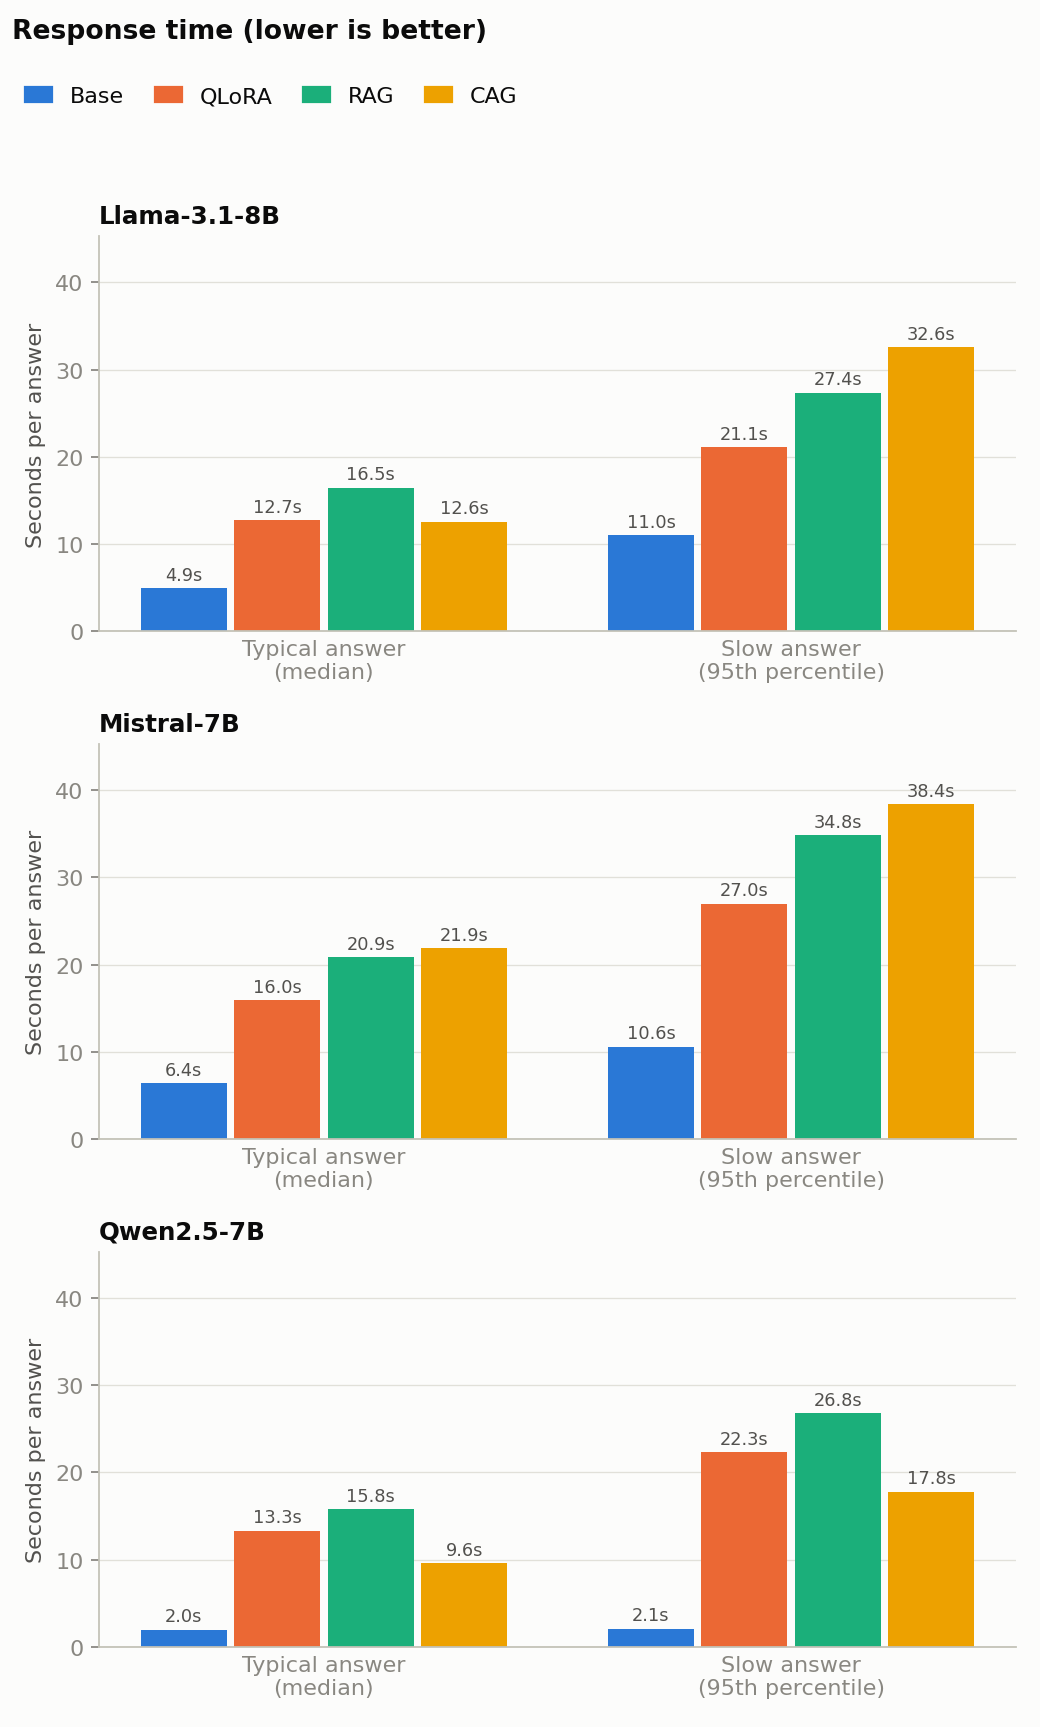 Response time (lower is better)
Base QLoRA RAG CAG
Llama-3.1-8B
Seconds per answer
40
30
20
10
0
4.9s
12.7s
16.5s
12.6s
11.0s
21.1s
27.4s
32.6s
Typical answer
(median)
Slow answer
(95th percentile)
Mistral-7B
Seconds per answer
40
30
20
10
0
6.4s
16.0s
20.9s
21.9s
10.6s
27.0s
34.8s
38.4s
Typical answer
(median)
Slow answer
(95th percentile)
Qwen2.5-7B
Seconds per answer
40
30
20
10
0
2.0s
13.3s
15.8s
9.6s
2.1s
22.3s
26.8s
17.8s
Typical answer
(median)
Slow answer
(95th percentile)